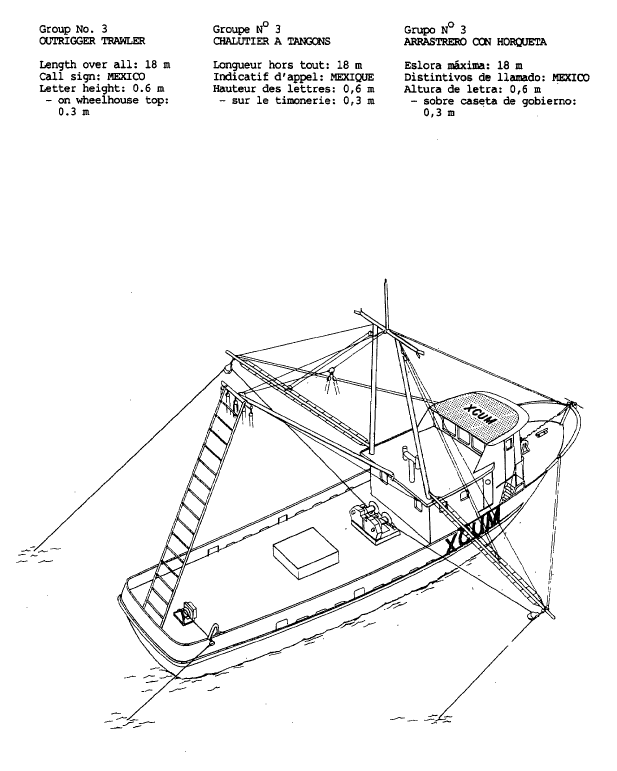 Group No. 3
OUTRIGGER TRAWLER
Length over all: 18 m
Call sign: MEXICO
Letter height: 0.6 m
- on wheelhouse top:
0.3 m
Groupe Nº 3
CHALUTIER A TANGONS
Longueur hors tout: 18 m
Indicatif d'appel: MEXIQUE
Hauteur des lettres: 0,6 m
- sur le timonerie: 0,3 m
Grupo Nº 3
ARRASTRERO CON HORQUETA
Eslora máxima: 18 m
Distintivos de llamado: MEXICO
Altura de letra: 0,6 m
- sobre caseta de gobierno:
0,3 m
XCUM
XCUM